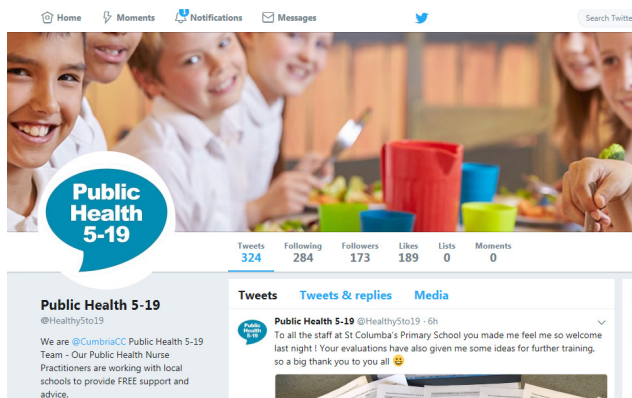 Home Moments 1 Notifications Messages Search Twitte
Public
Health
5-19
Tweets Following Followers Likes Lists Moments
324 284 173 189 0 0
Tweets Tweets & replies Media
Public Health 5-19
@Healthy5to19
We are @CumbriaCC Public Health 5-19
Team - Our Public Health Nurse
Practitioners are working with local
schools to provide FREE support and
advice.
Public Health 5-19
Public Health 5-19 @Healthy5to19 · 6h
To all the staff at St Columba's Primary School you made me feel me so welcome
last night ! Your evaluations have also given me some ideas for further training,
so a big thank you to you all 😃